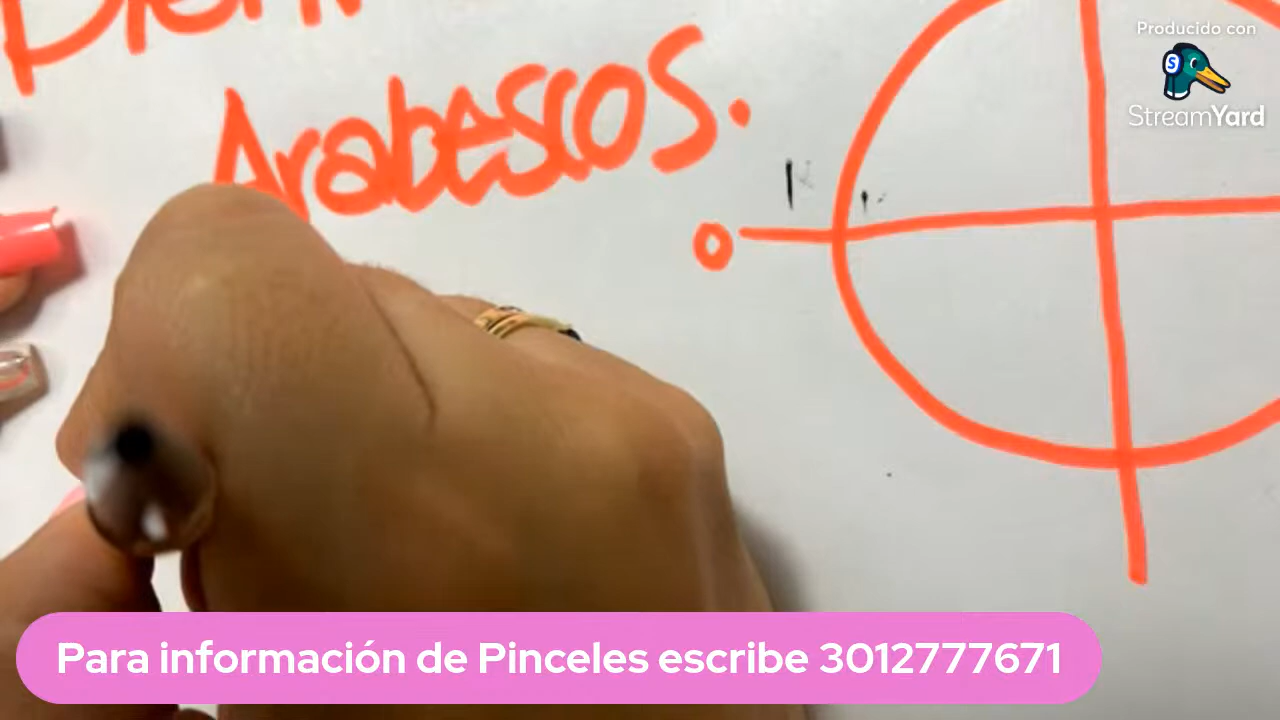 Producido con
StreamYard
Arabescos.
O
Para información de Pinceles escribe 3012777671